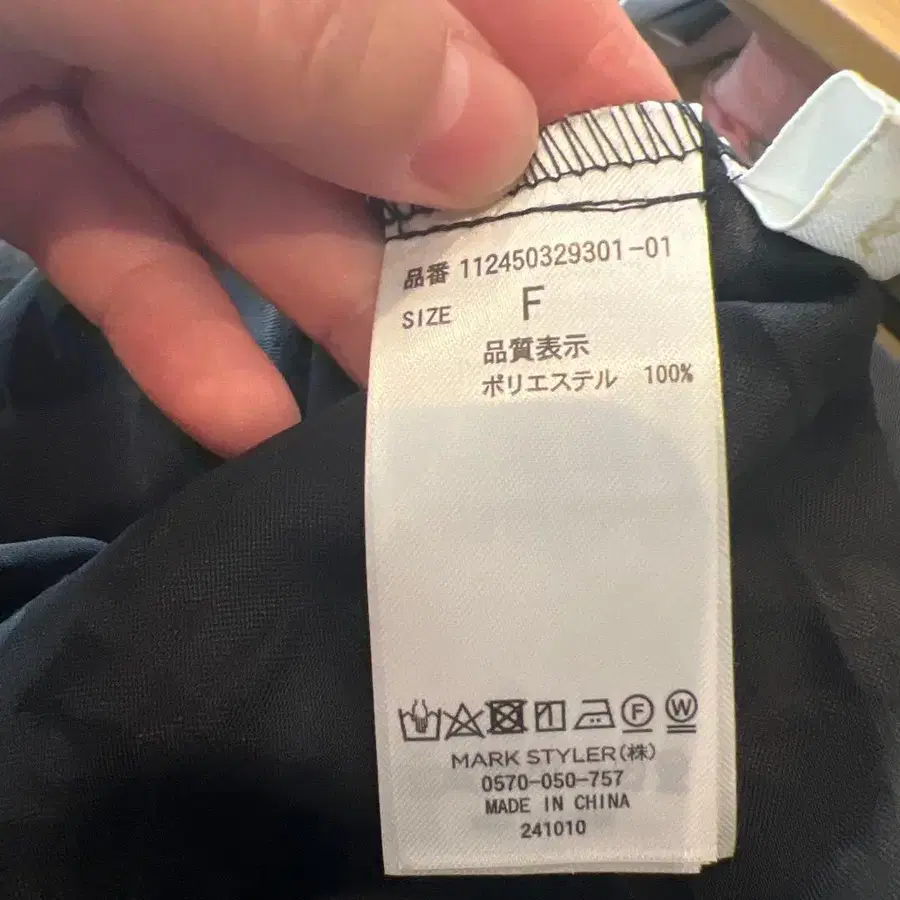 品番 112450329301-01
SIZE F
品質表示
ポリエステル 100%
F W
MARK STYLER(株)
0570-050-757
MADE IN CHINA
241010